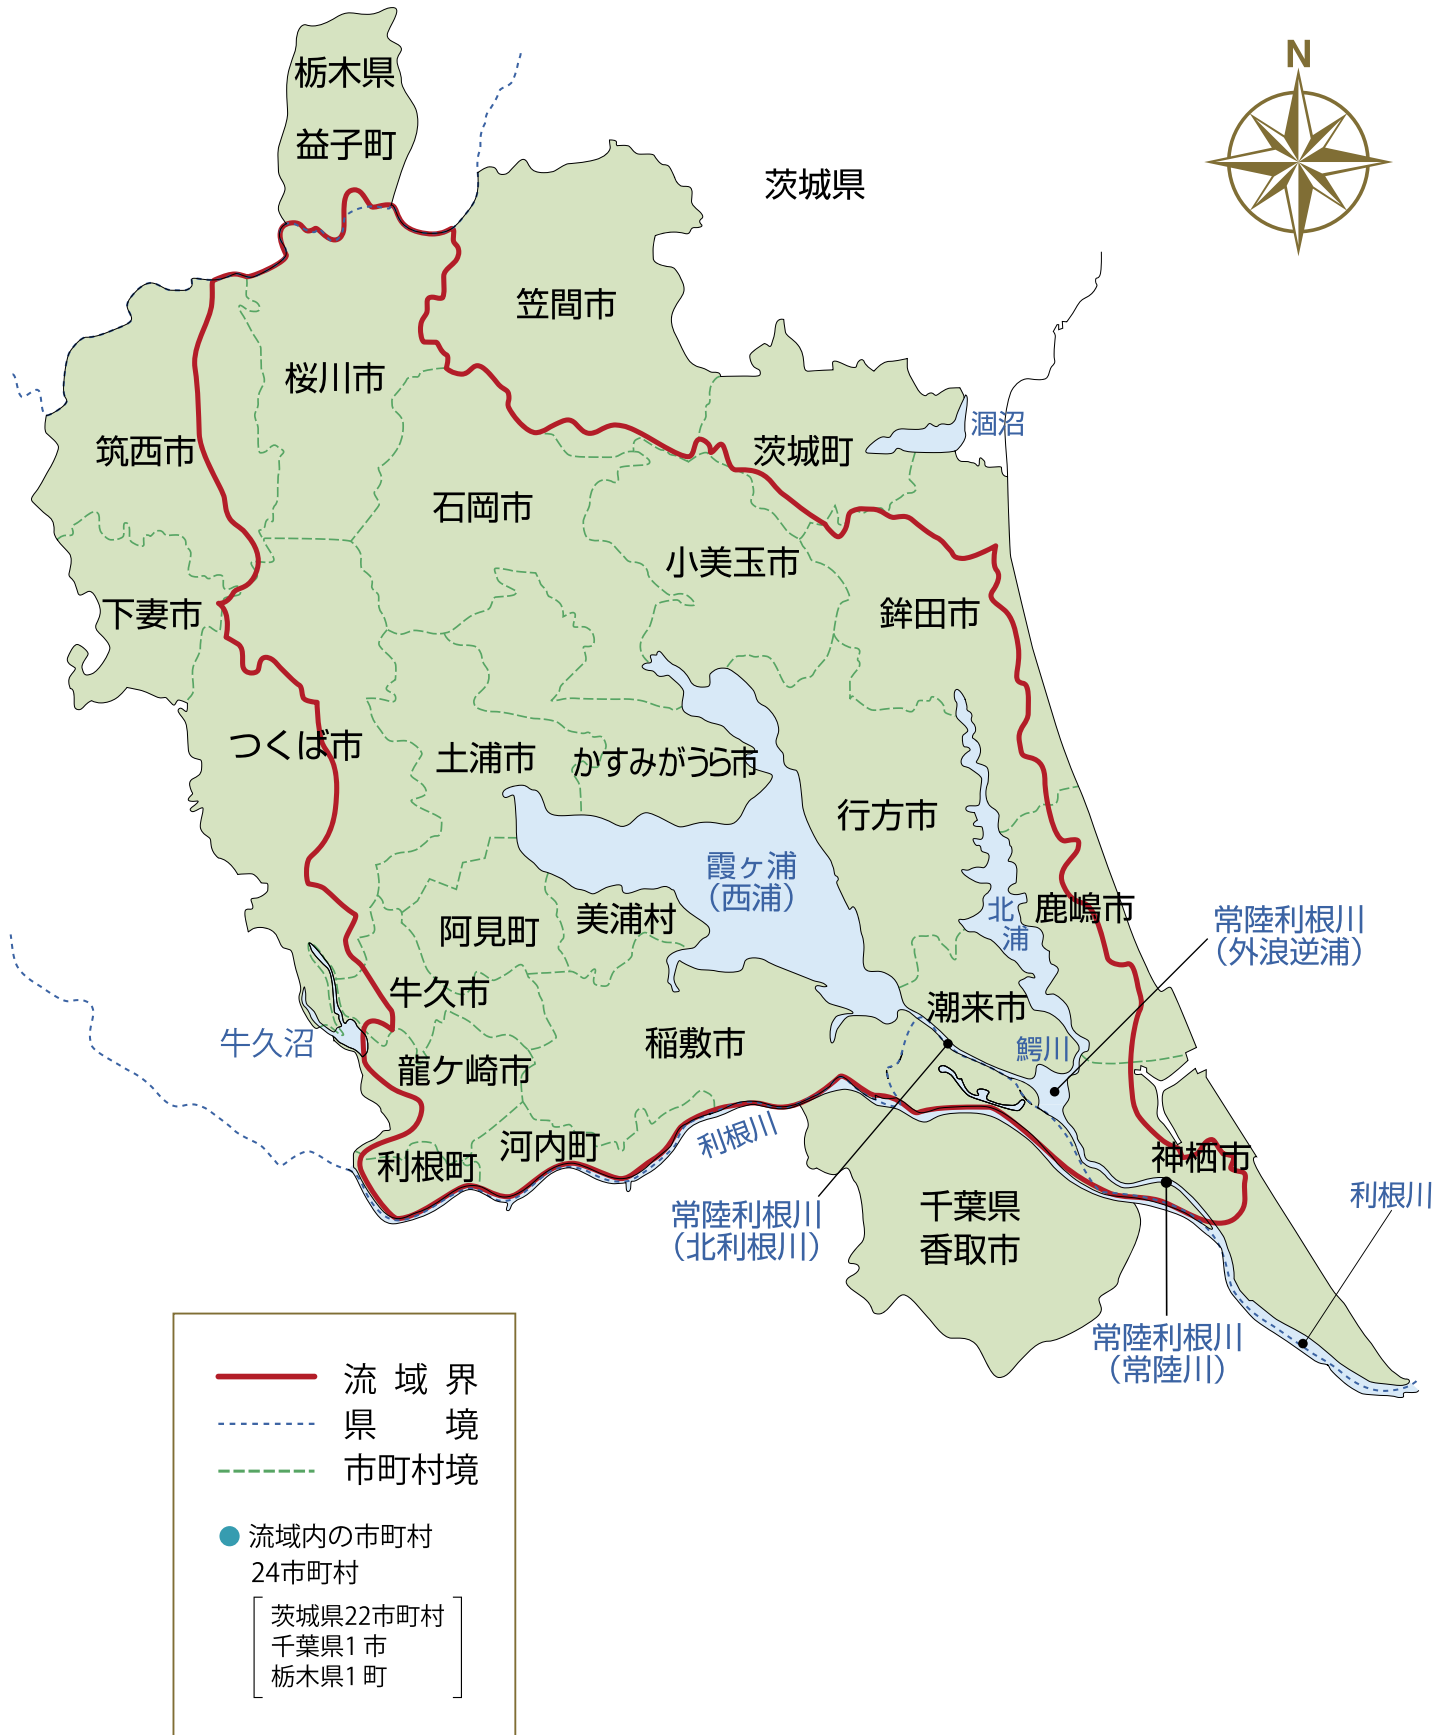 N
栃木県
益子町
茨城県
笠間市
桜川市
涸沼
筑西市
茨城町
石岡市
小美玉市
下妻市
鉾田市
つくば市
土浦市
かすみがうら市
行方市
霞ヶ浦
（西浦）
北
浦
鹿嶋市
常陸利根川
（外浪逆浦）
阿見町
美浦村
牛久市
潮来市
牛久沼
稲敷市
鰐川
龍ケ崎市
河内町
利根川
利根町
神栖市
常陸利根川
（北利根川）
千葉県
香取市
利根川
常陸利根川
（常陸川）
流域界
県境
市町村境
流域内の市町村
24市町村
茨城県22市町村
千葉県1市
栃木県1町